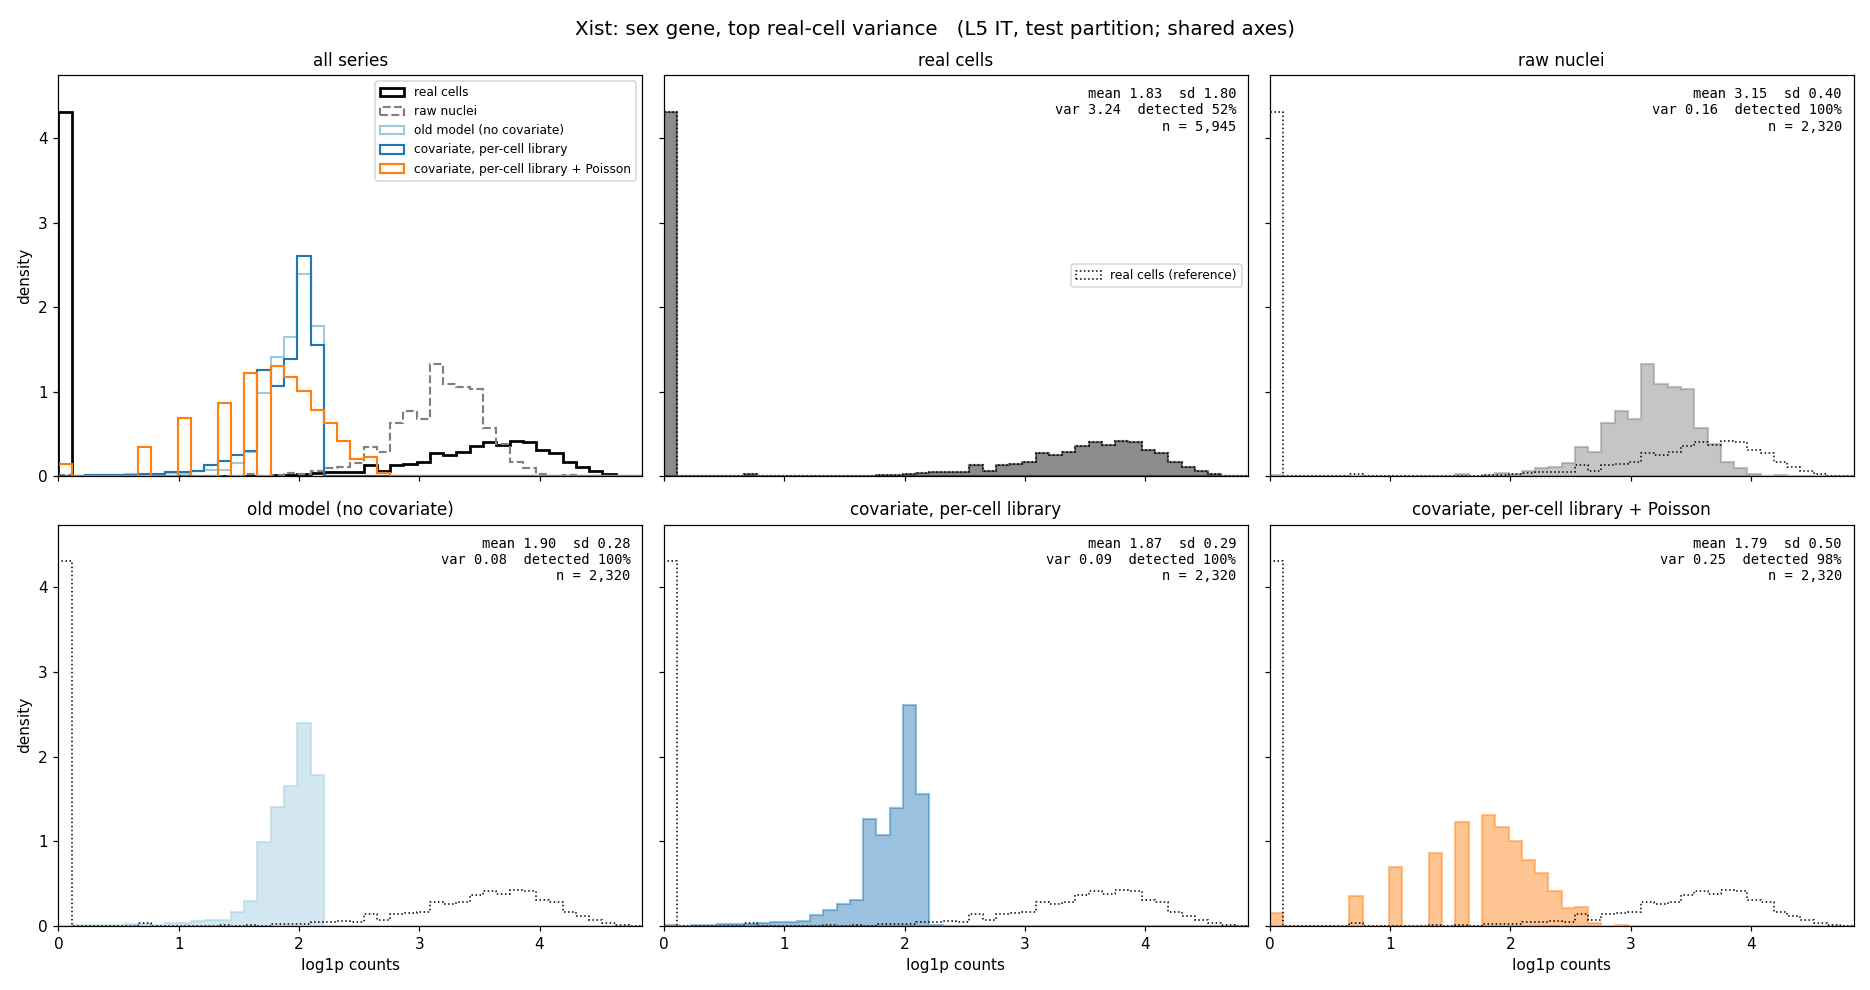 Xist: sex gene, top real-cell variance   (L5 IT, test partition; shared axes)
all series
real cells
raw nuclei
old model (no covariate)
covariate, per-cell library
covariate, per-cell library + Poisson
density
0
1
2
3
4
real cells
mean 1.83  sd 1.80
var 3.24  detected 52%
n = 5,945
real cells (reference)
raw nuclei
mean 3.15  sd 0.40
var 0.16  detected 100%
n = 2,320
old model (no covariate)
mean 1.90  sd 0.28
var 0.08  detected 100%
n = 2,320
density
0
1
2
3
4
0 1 2 3 4
log1p counts
covariate, per-cell library
mean 1.87  sd 0.29
var 0.09  detected 100%
n = 2,320
0 1 2 3 4
log1p counts
covariate, per-cell library + Poisson
mean 1.79  sd 0.50
var 0.25  detected 98%
n = 2,320
0 1 2 3 4
log1p counts